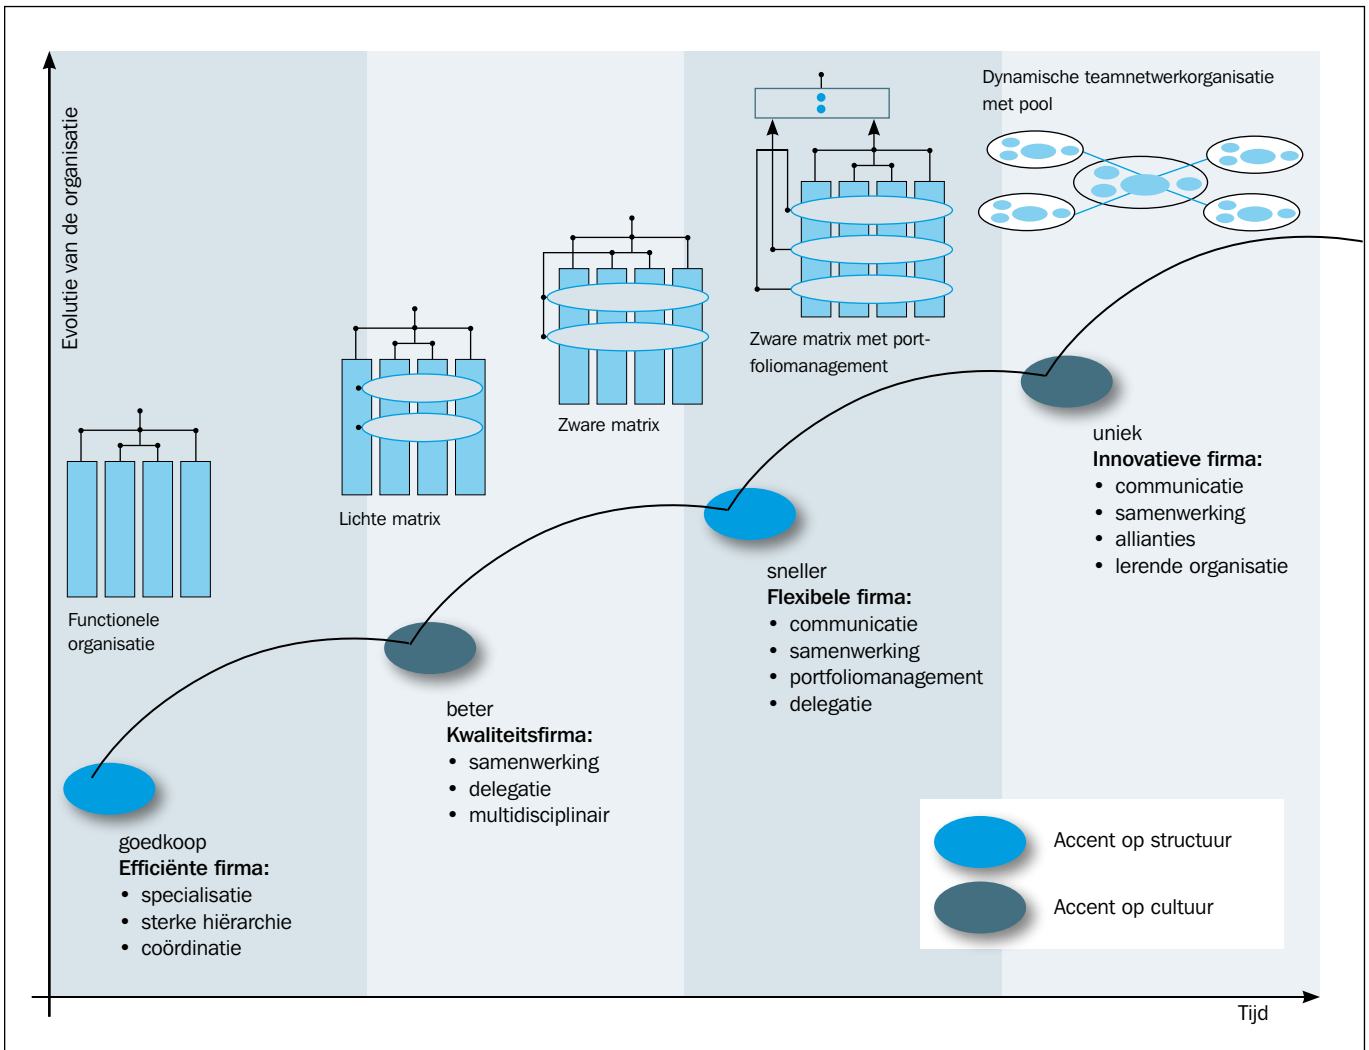 Evolutie van de organisatie
Functionele
organisatie
Lichte matrix
Zware matrix
Zware matrix met port-
foliomanagement
Dynamische teamnetwerkorganisatie
met pool
goedkoop
Efficiënte firma:
• specialisatie
• sterke hiërarchie
• coördinatie
beter
Kwaliteitsfirma:
• samenwerking
• delegatie
• multidisciplinair
sneller
Flexibele firma:
• communicatie
• samenwerking
• portfoliomanagement
• delegatie
uniek
Innovatieve firma:
• communicatie
• samenwerking
• allianties
• lerende organisatie
Accent op structuur
Accent op cultuur
Tijd